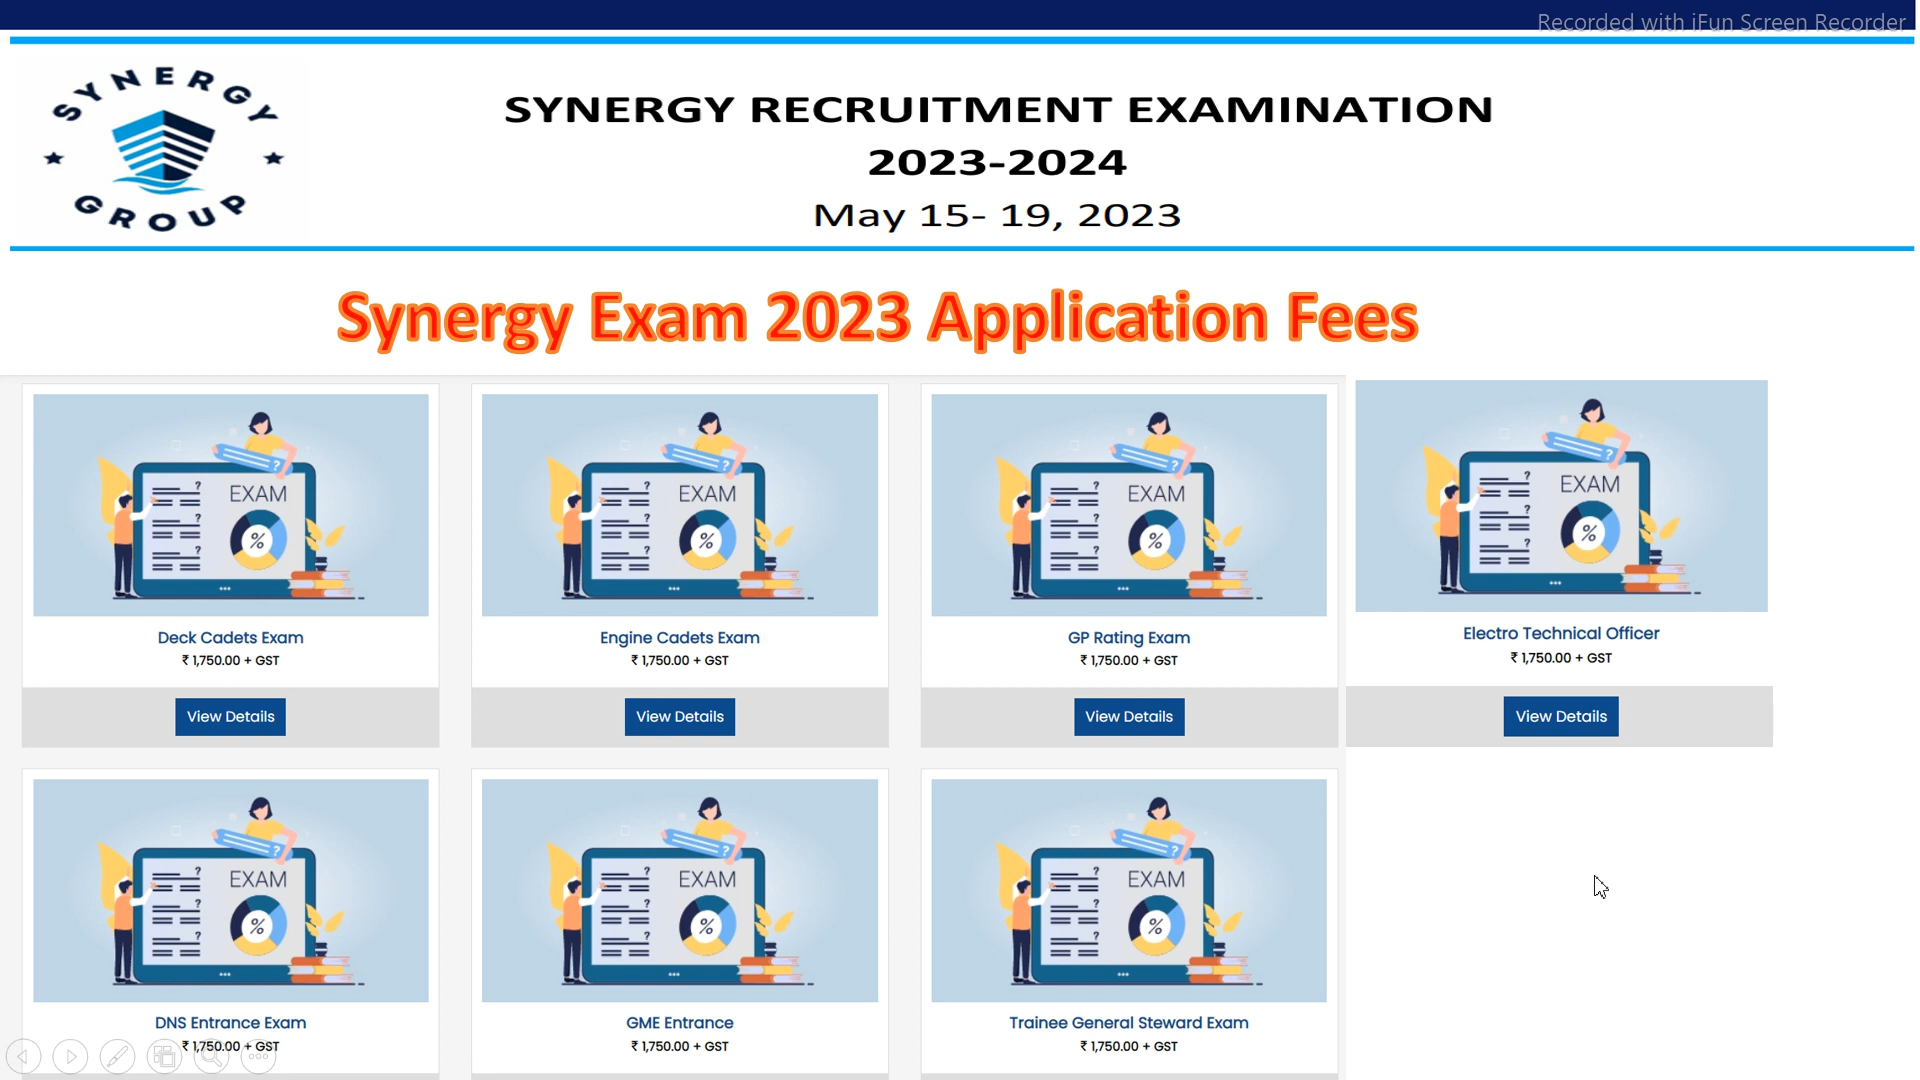 Recorded with iFun Screen Recorder
SYNERGY
GROUP
SYNERGY RECRUITMENT EXAMINATION
2023-2024
May 15- 19, 2023
Synergy Exam 2023 Application Fees
EXAM
%
Deck Cadets Exam
₹ 1,750.00 + GST
View Details
EXAM
%
Engine Cadets Exam
₹ 1,750.00 + GST
View Details
EXAM
%
GP Rating Exam
₹ 1,750.00 + GST
View Details
EXAM
%
Electro Technical Officer
₹ 1,750.00 + GST
View Details
EXAM
%
DNS Entrance Exam
₹ 1,750.00 + GST
EXAM
%
GME Entrance
₹ 1,750.00 + GST
EXAM
%
Trainee General Steward Exam
₹ 1,750.00 + GST